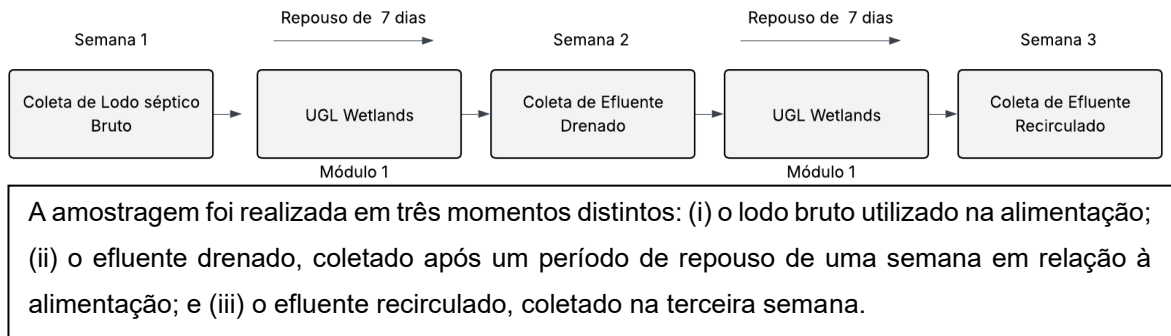 Repouso de 7 dias
Repouso de 7 dias
Semana 1
Semana 2
Semana 3
Coleta de Lodo séptico
Bruto
UGL Wetlands
Coleta de Efluente
Drenado
UGL Wetlands
Coleta de Efluente
Recirculado
Módulo 1
Módulo 1
A amostragem foi realizada em três momentos distintos: (i) o lodo bruto utilizado na alimentação;
(ii) o efluente drenado, coletado após um período de repouso de uma semana em relação à
alimentação; e (iii) o efluente recirculado, coletado na terceira semana.